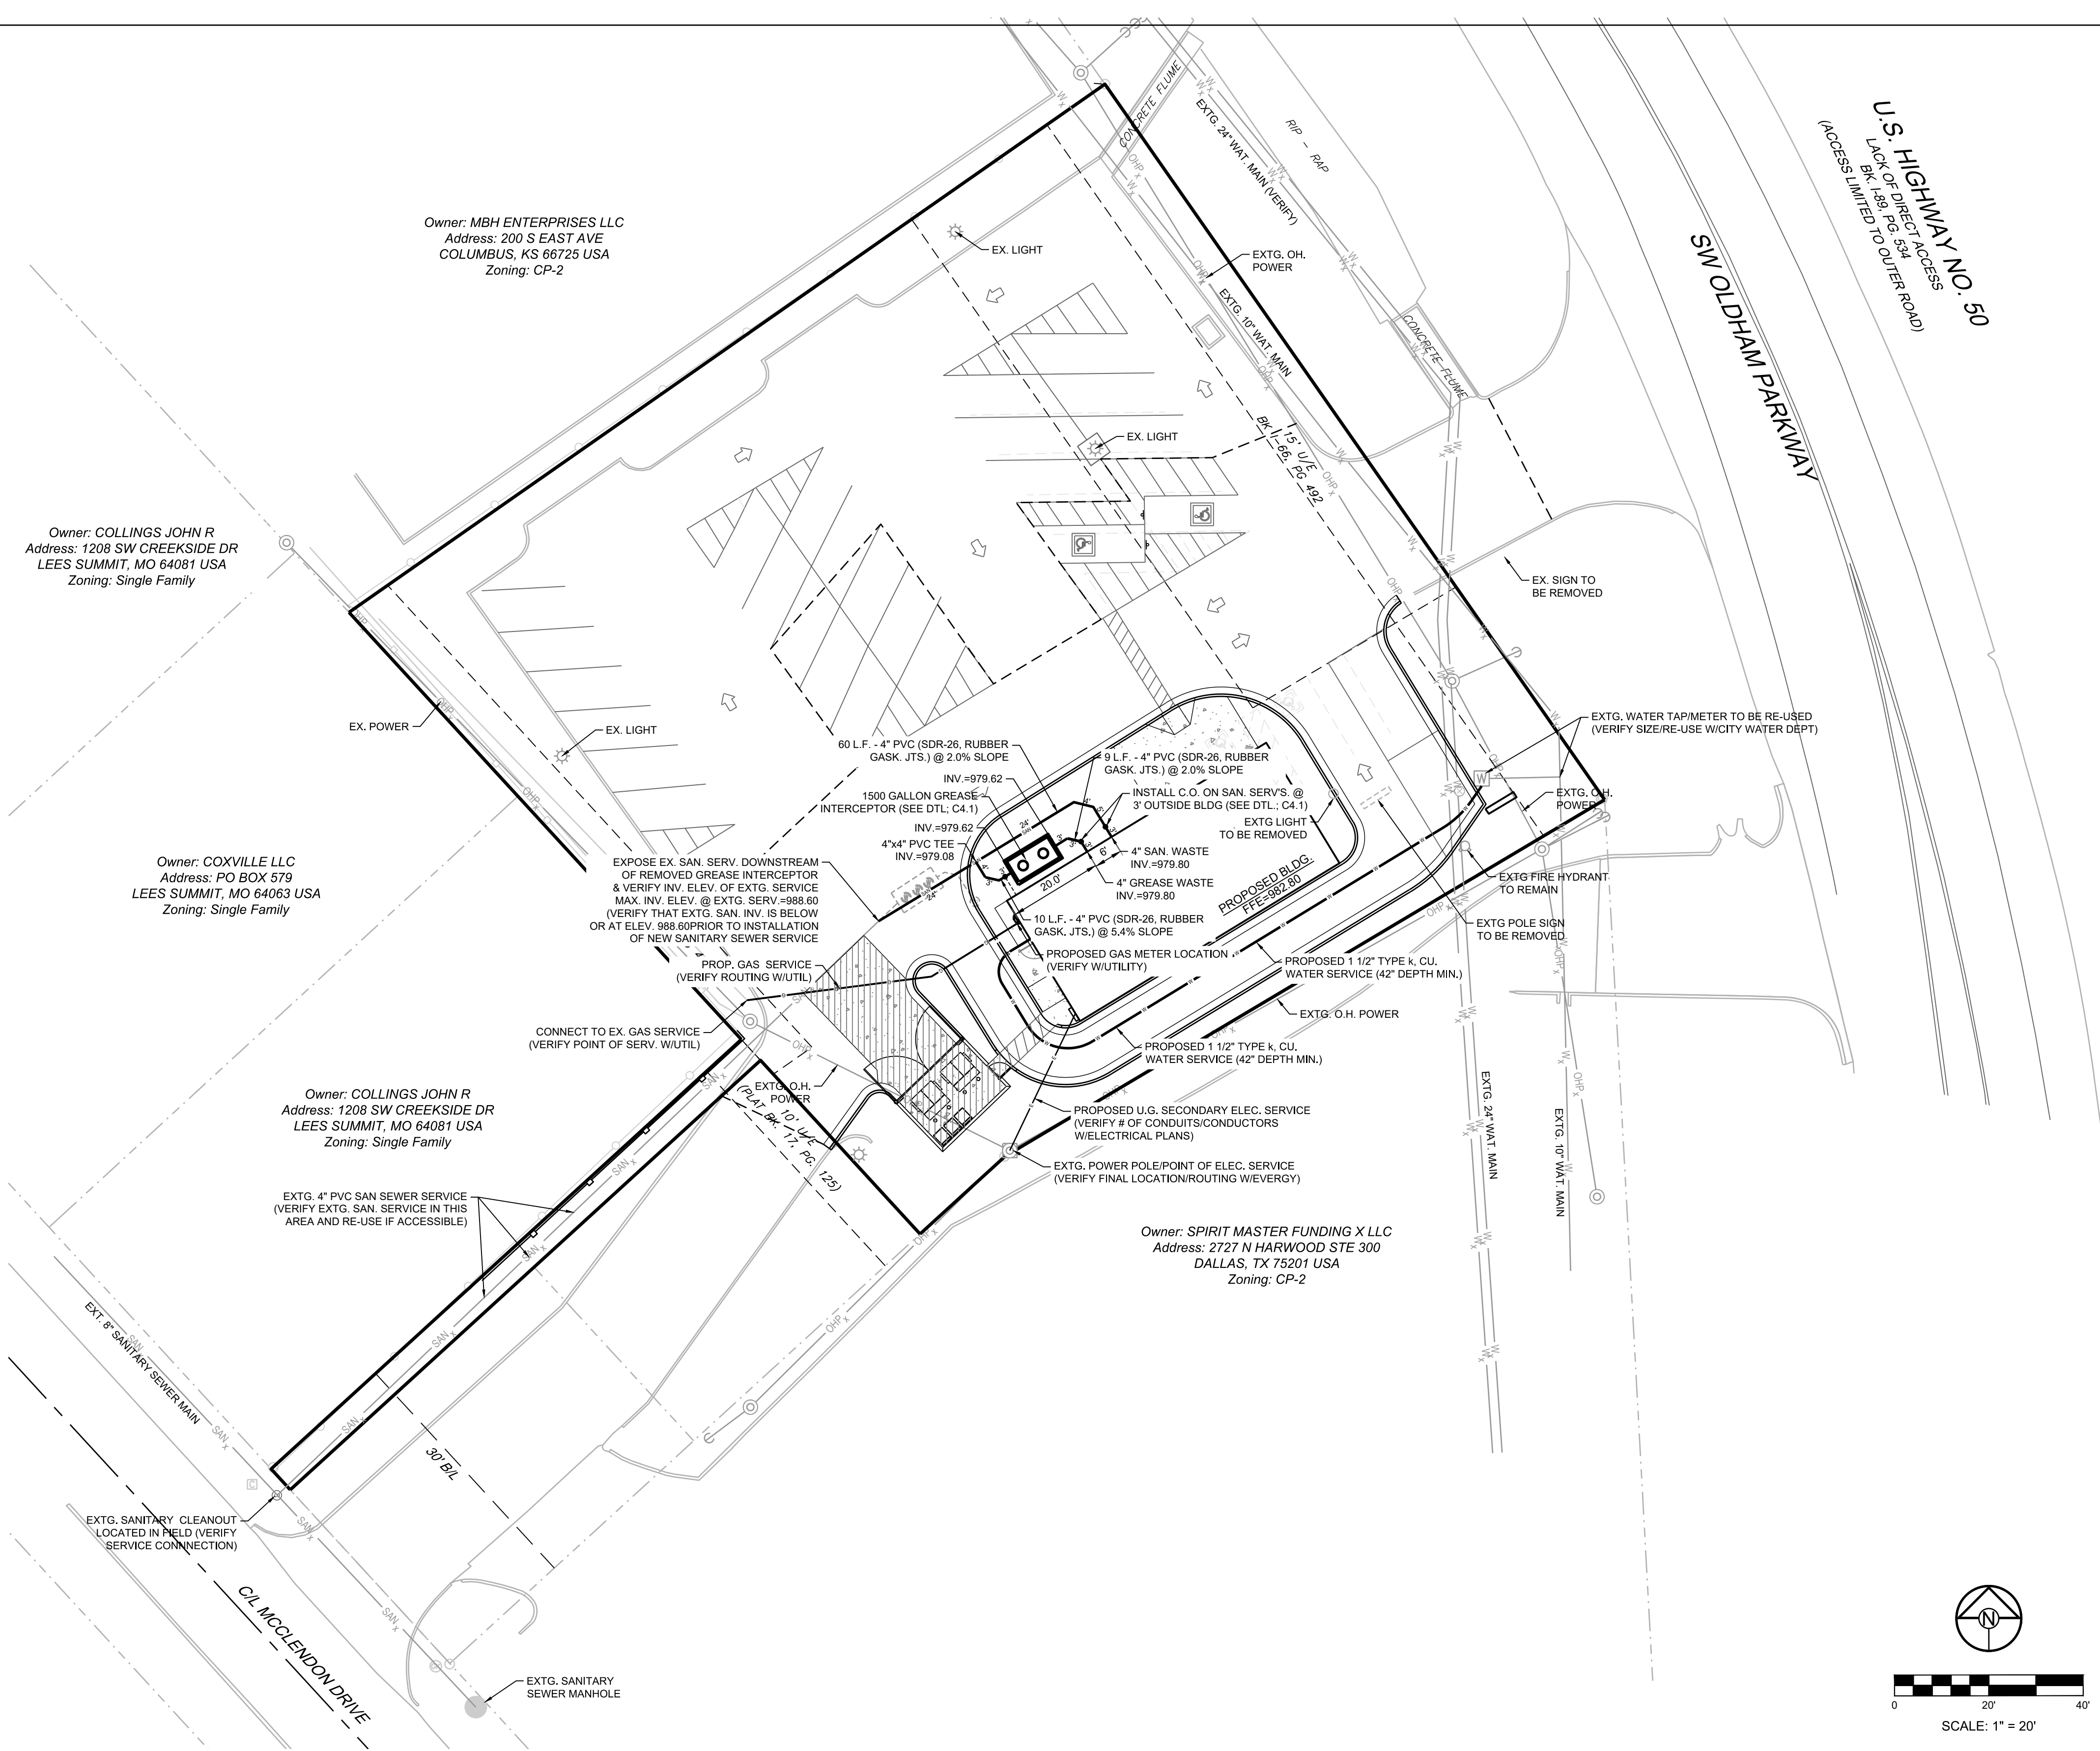 U.S. HIGHWAY NO. 50
LACK OF DIRECT ACCESS
BK. I-89, PG. 534
(ACCESS LIMITED TO OUTER ROAD)
SW OLDHAM PARKWAY
CONCRETE FLUME
EXTG. 24" WAT. MAIN (VERIFY)
RIP - RAP
Owner: MBH ENTERPRISES LLC
Address: 200 S EAST AVE
COLUMBUS, KS 66725 USA
Zoning: CP-2
EX. LIGHT
EXTG. OH.
POWER
EXTG. 10" WAT. MAIN
CONCRETE FLUME
EX. LIGHT
15' U/E
BK I-66, PG 492
Owner: COLLINGS JOHN R
Address: 1208 SW CREEKSIDE DR
LEES SUMMIT, MO 64081 USA
Zoning: Single Family
EX. SIGN TO
BE REMOVED
EX. POWER
EX. LIGHT
EXTG. WATER TAP/METER TO BE RE-USED
(VERIFY SIZE/RE-USE W/CITY WATER DEPT)
60 L.F. - 4" PVC (SDR-26, RUBBER
GASK. JTS.) @ 2.0% SLOPE
9 L.F. - 4" PVC (SDR-26, RUBBER
GASK. JTS.) @ 2.0% SLOPE
INV.=979.62
1500 GALLON GREASE
INTERCEPTOR (SEE DTL; C4.1)
INSTALL C.O. ON SAN. SERV'S. @
3' OUTSIDE BLDG (SEE DTL.; C4.1)
EXTG. O.H.
POWER
EXTG LIGHT
TO BE REMOVED
INV.=979.62
4"x4" PVC TEE
INV.=979.08
24'
SAN
4'
5'
3'
3'
3'
3'
6'
4'
3'
3'
14'
20.0'
4" SAN. WASTE
INV.=979.80
4" GREASE WASTE
INV.=979.80
EXPOSE EX. SAN. SERV. DOWNSTREAM
OF REMOVED GREASE INTERCEPTOR
& VERIFY INV. ELEV. OF EXTG. SERVICE
MAX. INV. ELEV. @ EXTG. SERV.=988.60
(VERIFY THAT EXTG. SAN. INV. IS BELOW
OR AT ELEV. 988.60PRIOR TO INSTALLATION
OF NEW SANITARY SEWER SERVICE
PROPOSED BLDG.
FFE=982.80
EXTG FIRE HYDRANT
TO REMAIN
Owner: COXVILLE LLC
Address: PO BOX 579
LEES SUMMIT, MO 64063 USA
Zoning: Single Family
10 L.F. - 4" PVC (SDR-26, RUBBER
GASK. JTS.) @ 5.4% SLOPE
EXTG POLE SIGN
TO BE REMOVED
PROPOSED GAS METER LOCATION
(VERIFY W/UTILITY)
PROP. GAS SERVICE
(VERIFY ROUTING W/UTIL)
PROPOSED 1 1/2" TYPE k, CU.
WATER SERVICE (42" DEPTH MIN.)
EXTG. O.H. POWER
CONNECT TO EX. GAS SERVICE
(VERIFY POINT OF SERV. W/UTIL)
PROPOSED 1 1/2" TYPE k, CU.
WATER SERVICE (42" DEPTH MIN.)
EXTG. O.H.
POWER
10' U/E
(PLAT BK. 17, PG. 125)
Owner: COLLINGS JOHN R
Address: 1208 SW CREEKSIDE DR
LEES SUMMIT, MO 64081 USA
Zoning: Single Family
PROPOSED U.G. SECONDARY ELEC. SERVICE
(VERIFY # OF CONDUITS/CONDUCTORS
W/ELECTRICAL PLANS)
EXTG. POWER POLE/POINT OF ELEC. SERVICE
(VERIFY FINAL LOCATION/ROUTING W/EVERGY)
EXTG. 24" WAT. MAIN
EXTG. 10" WAT. MAIN
EXTG. 4" PVC SAN SEWER SERVICE
(VERIFY EXTG. SAN. SERVICE IN THIS
AREA AND RE-USE IF ACCESSIBLE)
Owner: SPIRIT MASTER FUNDING X LLC
Address: 2727 N HARWOOD STE 300
DALLAS, TX 75201 USA
Zoning: CP-2
EXT. 8" SANITARY SEWER MAIN
30' B/L
EXTG. SANITARY CLEANOUT
LOCATED IN FIELD (VERIFY
SERVICE CONNNECTION)
C/L MCCLENDON DRIVE
EXTG. SANITARY
SEWER MANHOLE
N
0 20' 40'
SCALE: 1" = 20'